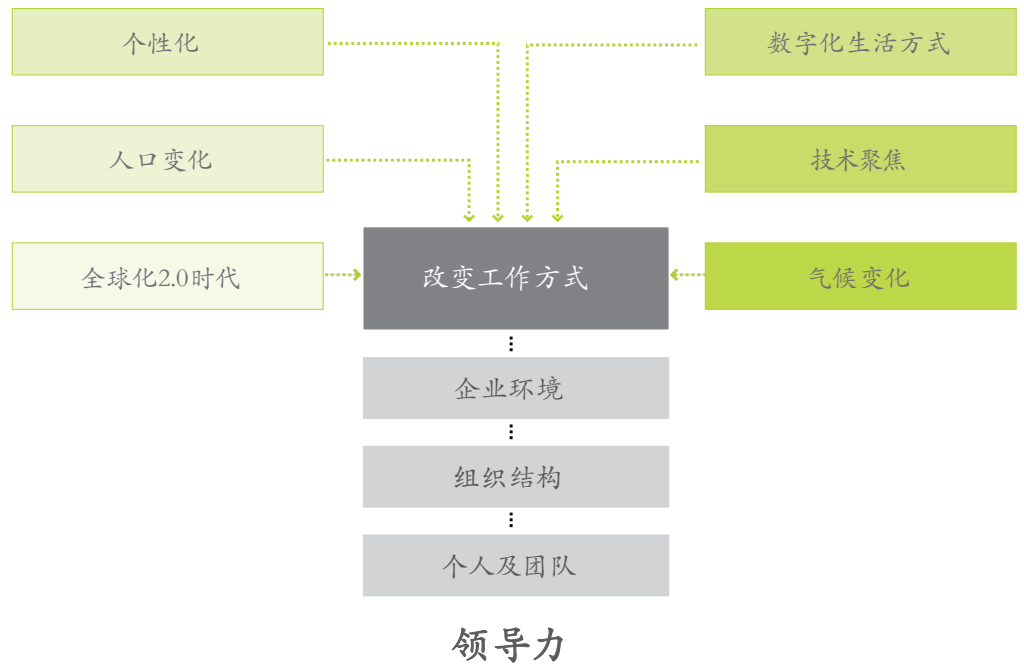 个性化
数字化生活方式
人口变化
技术聚焦
全球化2.0时代
改变工作方式
气候变化
企业环境
组织结构
个人及团队
领导力